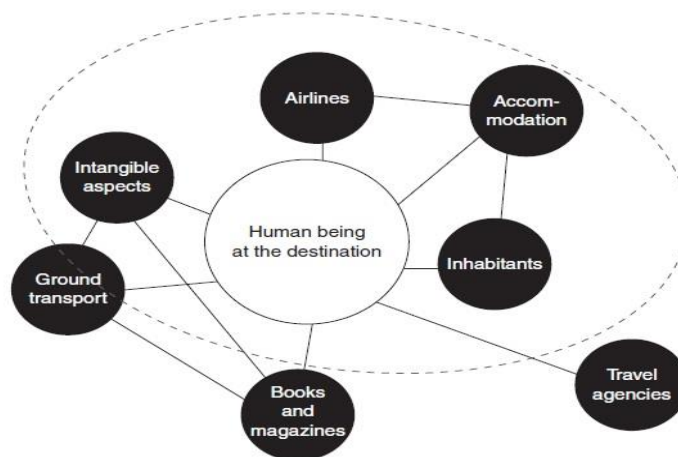 Airlines
Accom-
modation
Intangible
aspects
Human being
at the destination
Inhabitants
Ground
transport
Travel
agencies
Books
and
magazines